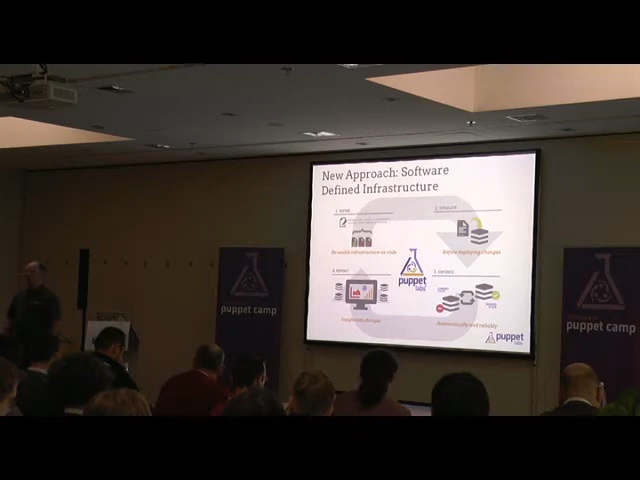 New Approach: Software
Defined Infrastructure
1. DEFINE
2. SIMULATE
Re-usable infrastructure-as-code
Before deploying changes
4. REPORT
3. ENFORCE
puppet
labs
Automatically and reliably
puppet
labs
puppet camp
puppet camp